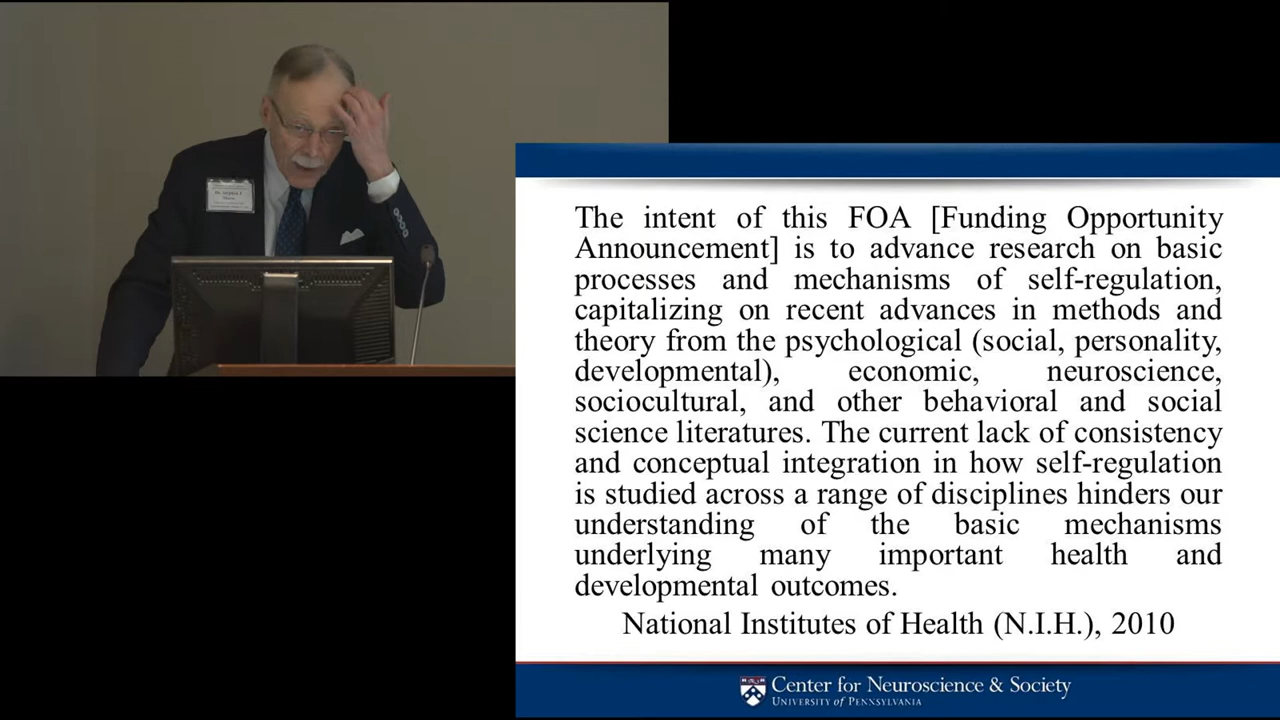 Dr. Stephen J.
The intent of this FOA [Funding Opportunity
Announcement] is to advance research on basic
processes and mechanisms of self-regulation,
capitalizing on recent advances in methods and
theory from the psychological (social, personality,
developmental), economic, neuroscience,
sociocultural, and other behavioral and social
science literatures. The current lack of consistency
and conceptual integration in how self-regulation
is studied across a range of disciplines hinders our
understanding of the basic mechanisms
underlying many important health and
developmental outcomes.
National Institutes of Health (N.I.H.), 2010
Center for Neuroscience & Society
UNIVERSITY of PENNSYLVANIA